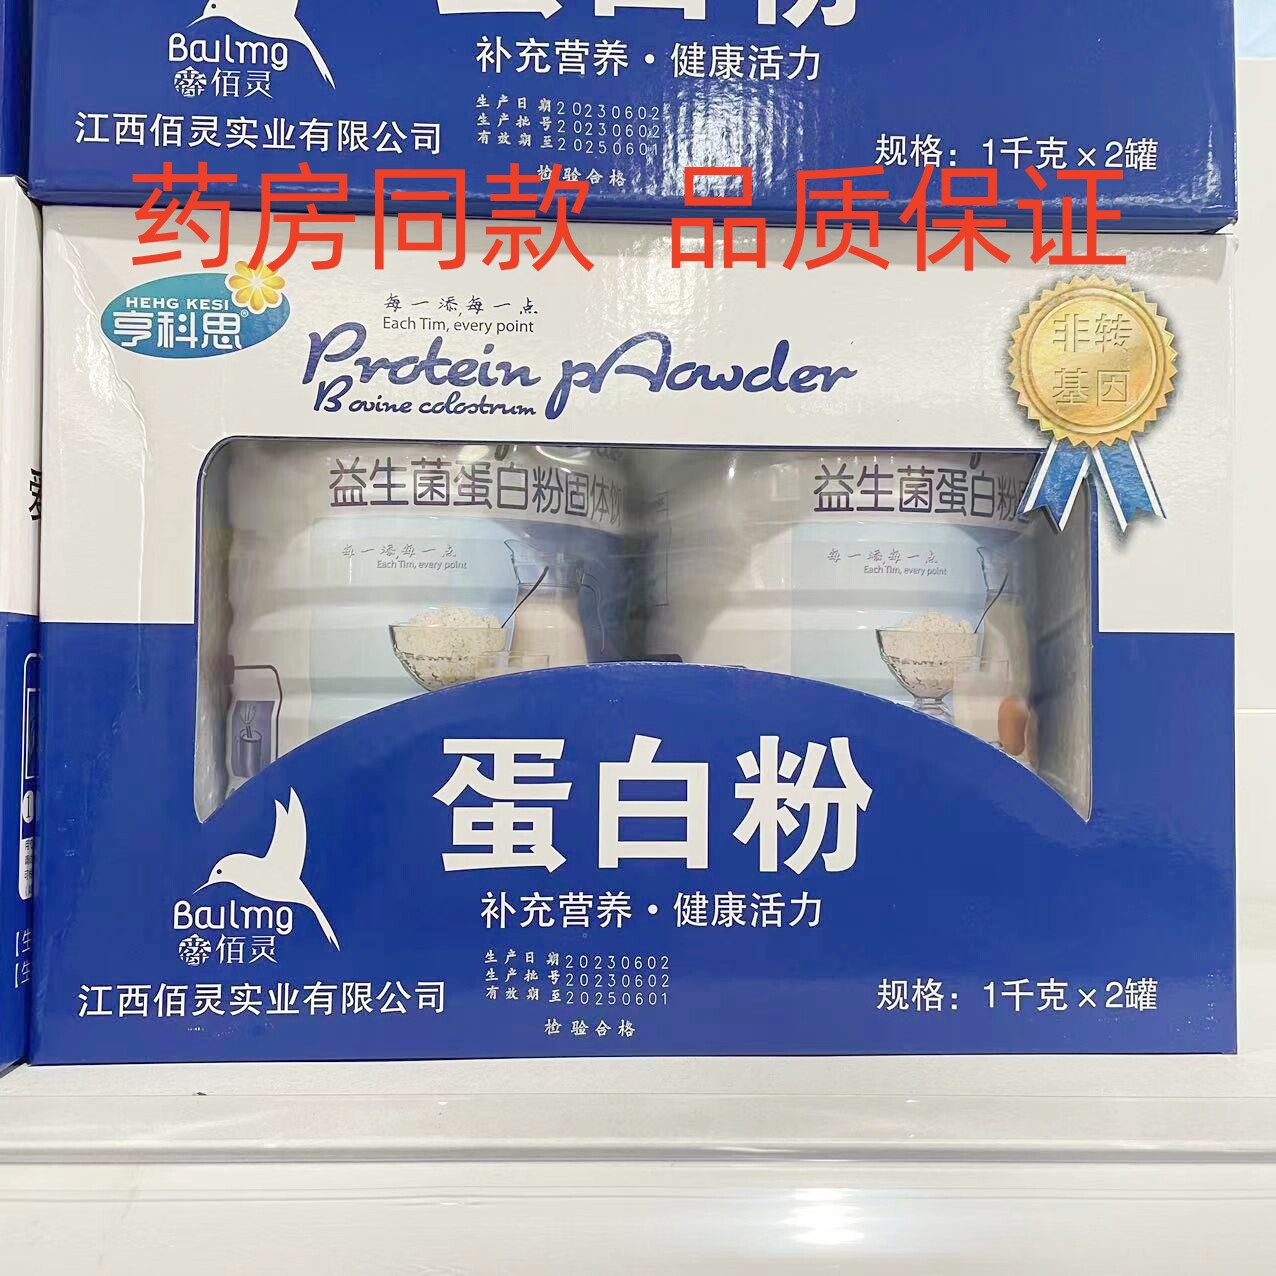 Bailmg
佰灵
江西佰灵实业有限公司
补充营养·健康活力
生产日期20230602
生产批号20230602
有效期至20250601
检验合格
规格：1千克×2罐
药房同款 品质保证
HEHG KESI
亨科思®
每一添,每一点
Each Tim, every point
Protein pAowder
Bovine colostrum
非转
基因
益生菌蛋白粉固体饮
每一添每一点
Each Tim, every point
益生菌蛋白粉固
每一添,每一点
Each Tim, every point
蛋白粉
补充营养·健康活力
Bailmg
佰灵
江西佰灵实业有限公司
生产日期20230602
生产批号20230602
有效期至20250601
检验合格
规格：1千克×2罐